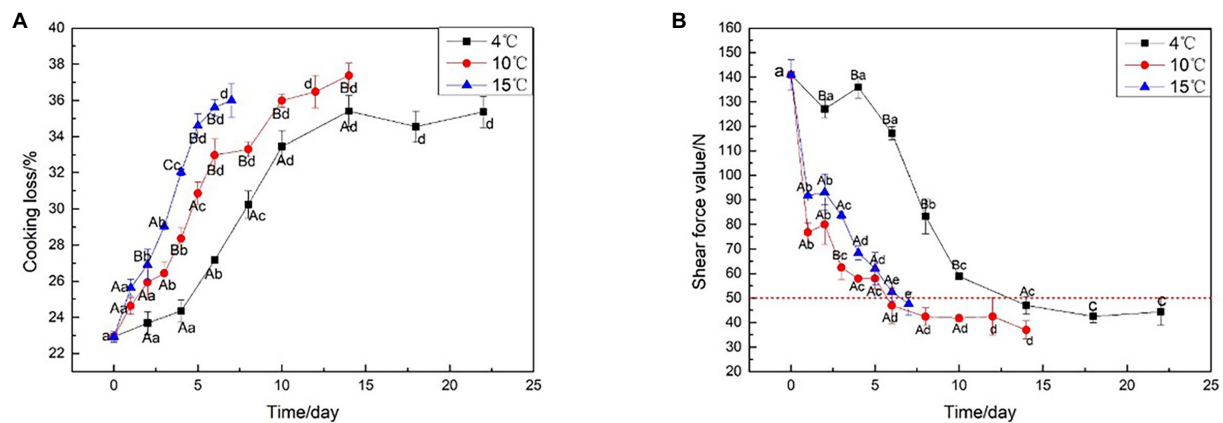 A
40
38
36
34
32
30
28
26
24
22
Cooking loss/%
0 5 10 15 20 25
Time/day
4℃
10℃
15℃
a
Aa
Aa
Ab
Ac
Ad
Ad
d
d
Aa
Aa
Ab
Bb
Ac
Bd
Bd
Bd
d
Bd
Aa
Bb
Ab
Cc
Bd
Bd
d
B
160
150
140
130
120
110
100
90
80
70
60
50
40
30
20
Shear force value/N
0 5 10 15 20 25
Time/day
4℃
10℃
15℃
a
Ba
Ba
Ba
Bb
Bc
Ac
C
C
Ab
Ab
Ac
Ad
Ad
Ae
e
Ab
Ab
Bc
Ac
Ac
Ad
Ad
Ad
d
d